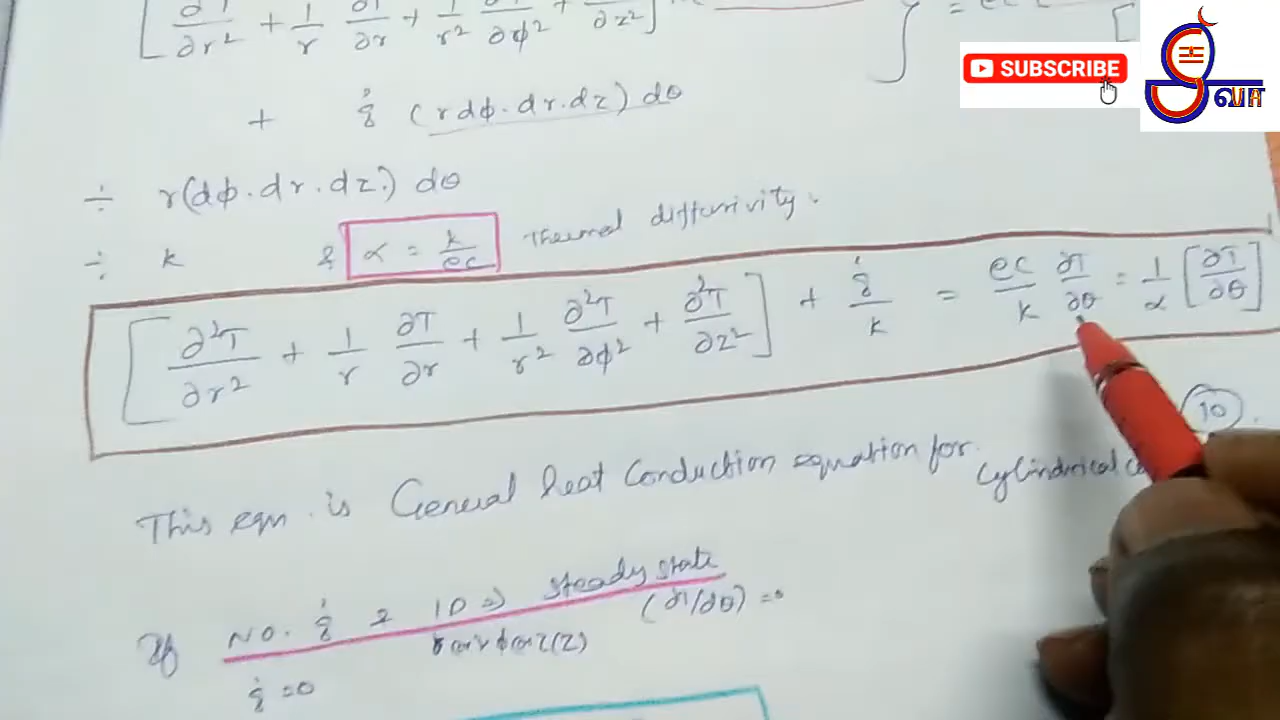 [ ∂²T/∂r² + 1/r ∂T/∂r + 1/r² ∂²T/∂φ² + ∂²T/∂z² ]
SUBSCRIBE
சிவா
+ q̇ (r dφ. dr. dz) dθ
÷ r(dφ. dr. dz.) dθ
÷ k & α = k/ρc Thermal diffusivity.
[ ∂²T/∂r² + 1/r ∂T/∂r + 1/r² ∂²T/∂φ² + ∂²T/∂z² ] + q̇/k = ρc/k ∂T/∂θ = 1/α [ ∂T/∂θ ]
10
This eqn. is General heat Conduction equation for
Cylindrical
If No. q̇ & 1D ⇒ steady state
(∂T/∂θ) = 0
q̇ = 0